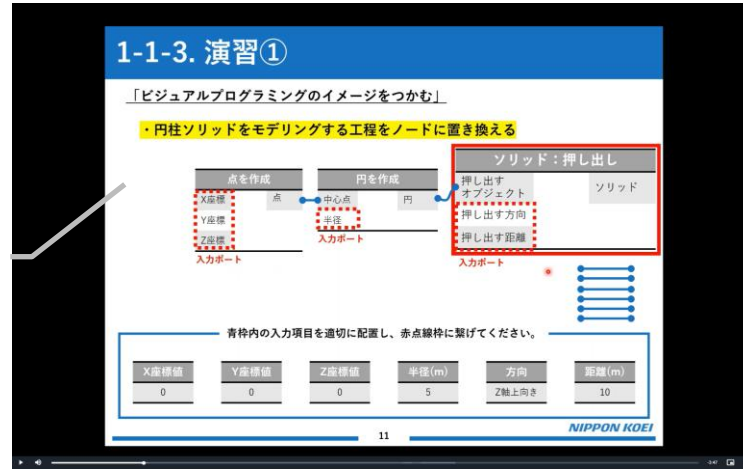 1-1-3. 演習①
「ビジュアルプログラミングのイメージをつかむ」
・円柱ソリッドをモデリングする工程をノードに置き換える
点を作成
X座標
点
Y座標
Z座標
入力ポート
円を作成
中心点
円
半径
入力ポート
ソリッド：押し出し
押し出す
オブジェクト
ソリッド
押し出す方向
押し出す距離
入力ポート
青枠内の入力項目を適切に配置し、赤点線枠に繋げてください。
X座標値 Y座標値 Z座標値 半径(m) 方向 距離(m)
0 0 0 5 Z軸上向き 10
11
NIPPON KOEI